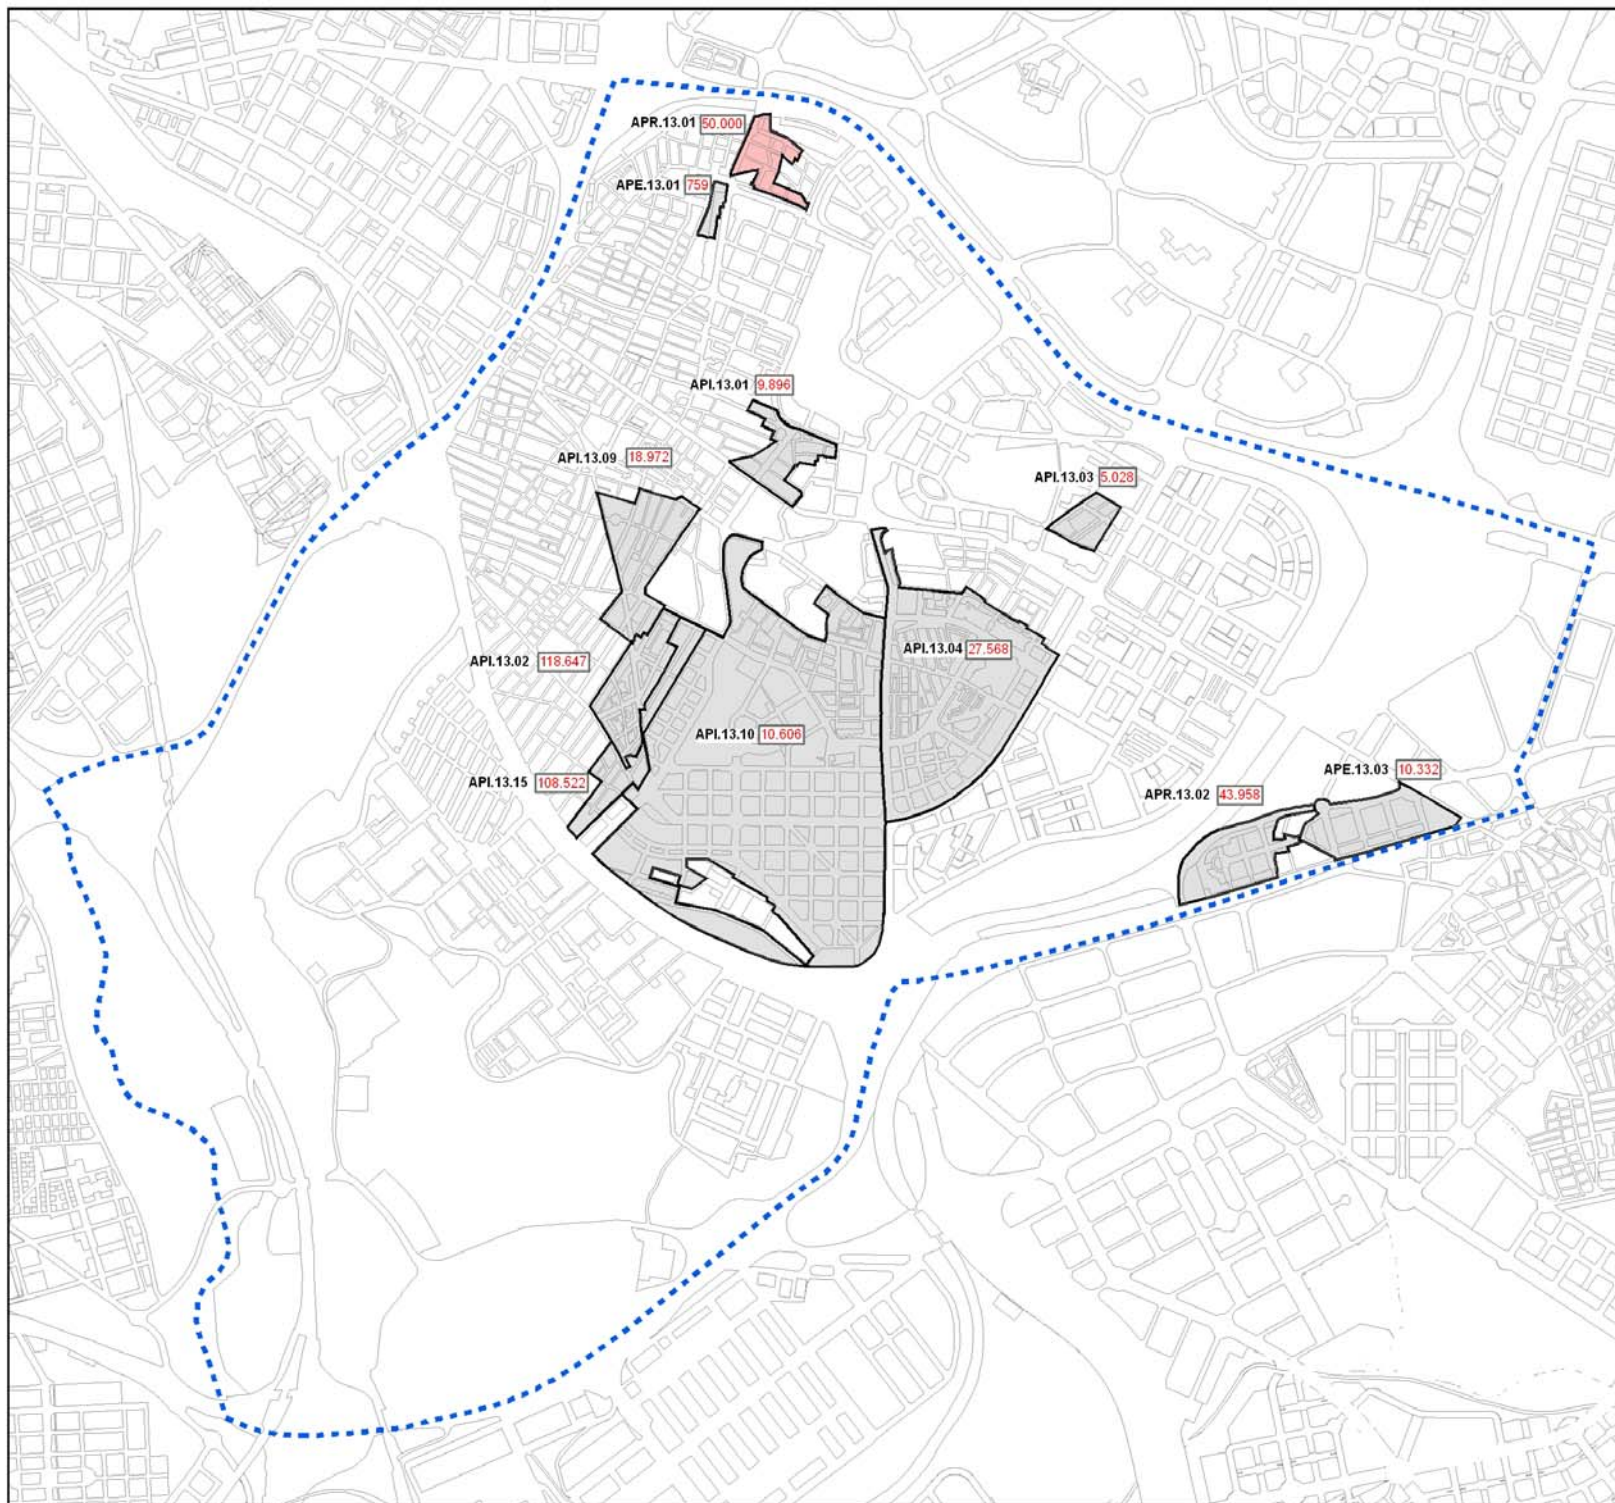 APR.13.01 50.000
APE.13.01 759
API.13.01 9.896
API.13.09 18.972
API.13.03 5.028
API.13.04 27.568
API.13.02 118.647
API.13.10 10.606
APE.13.03 10.332
API.13.15 108.522
APR.13.02 43.958